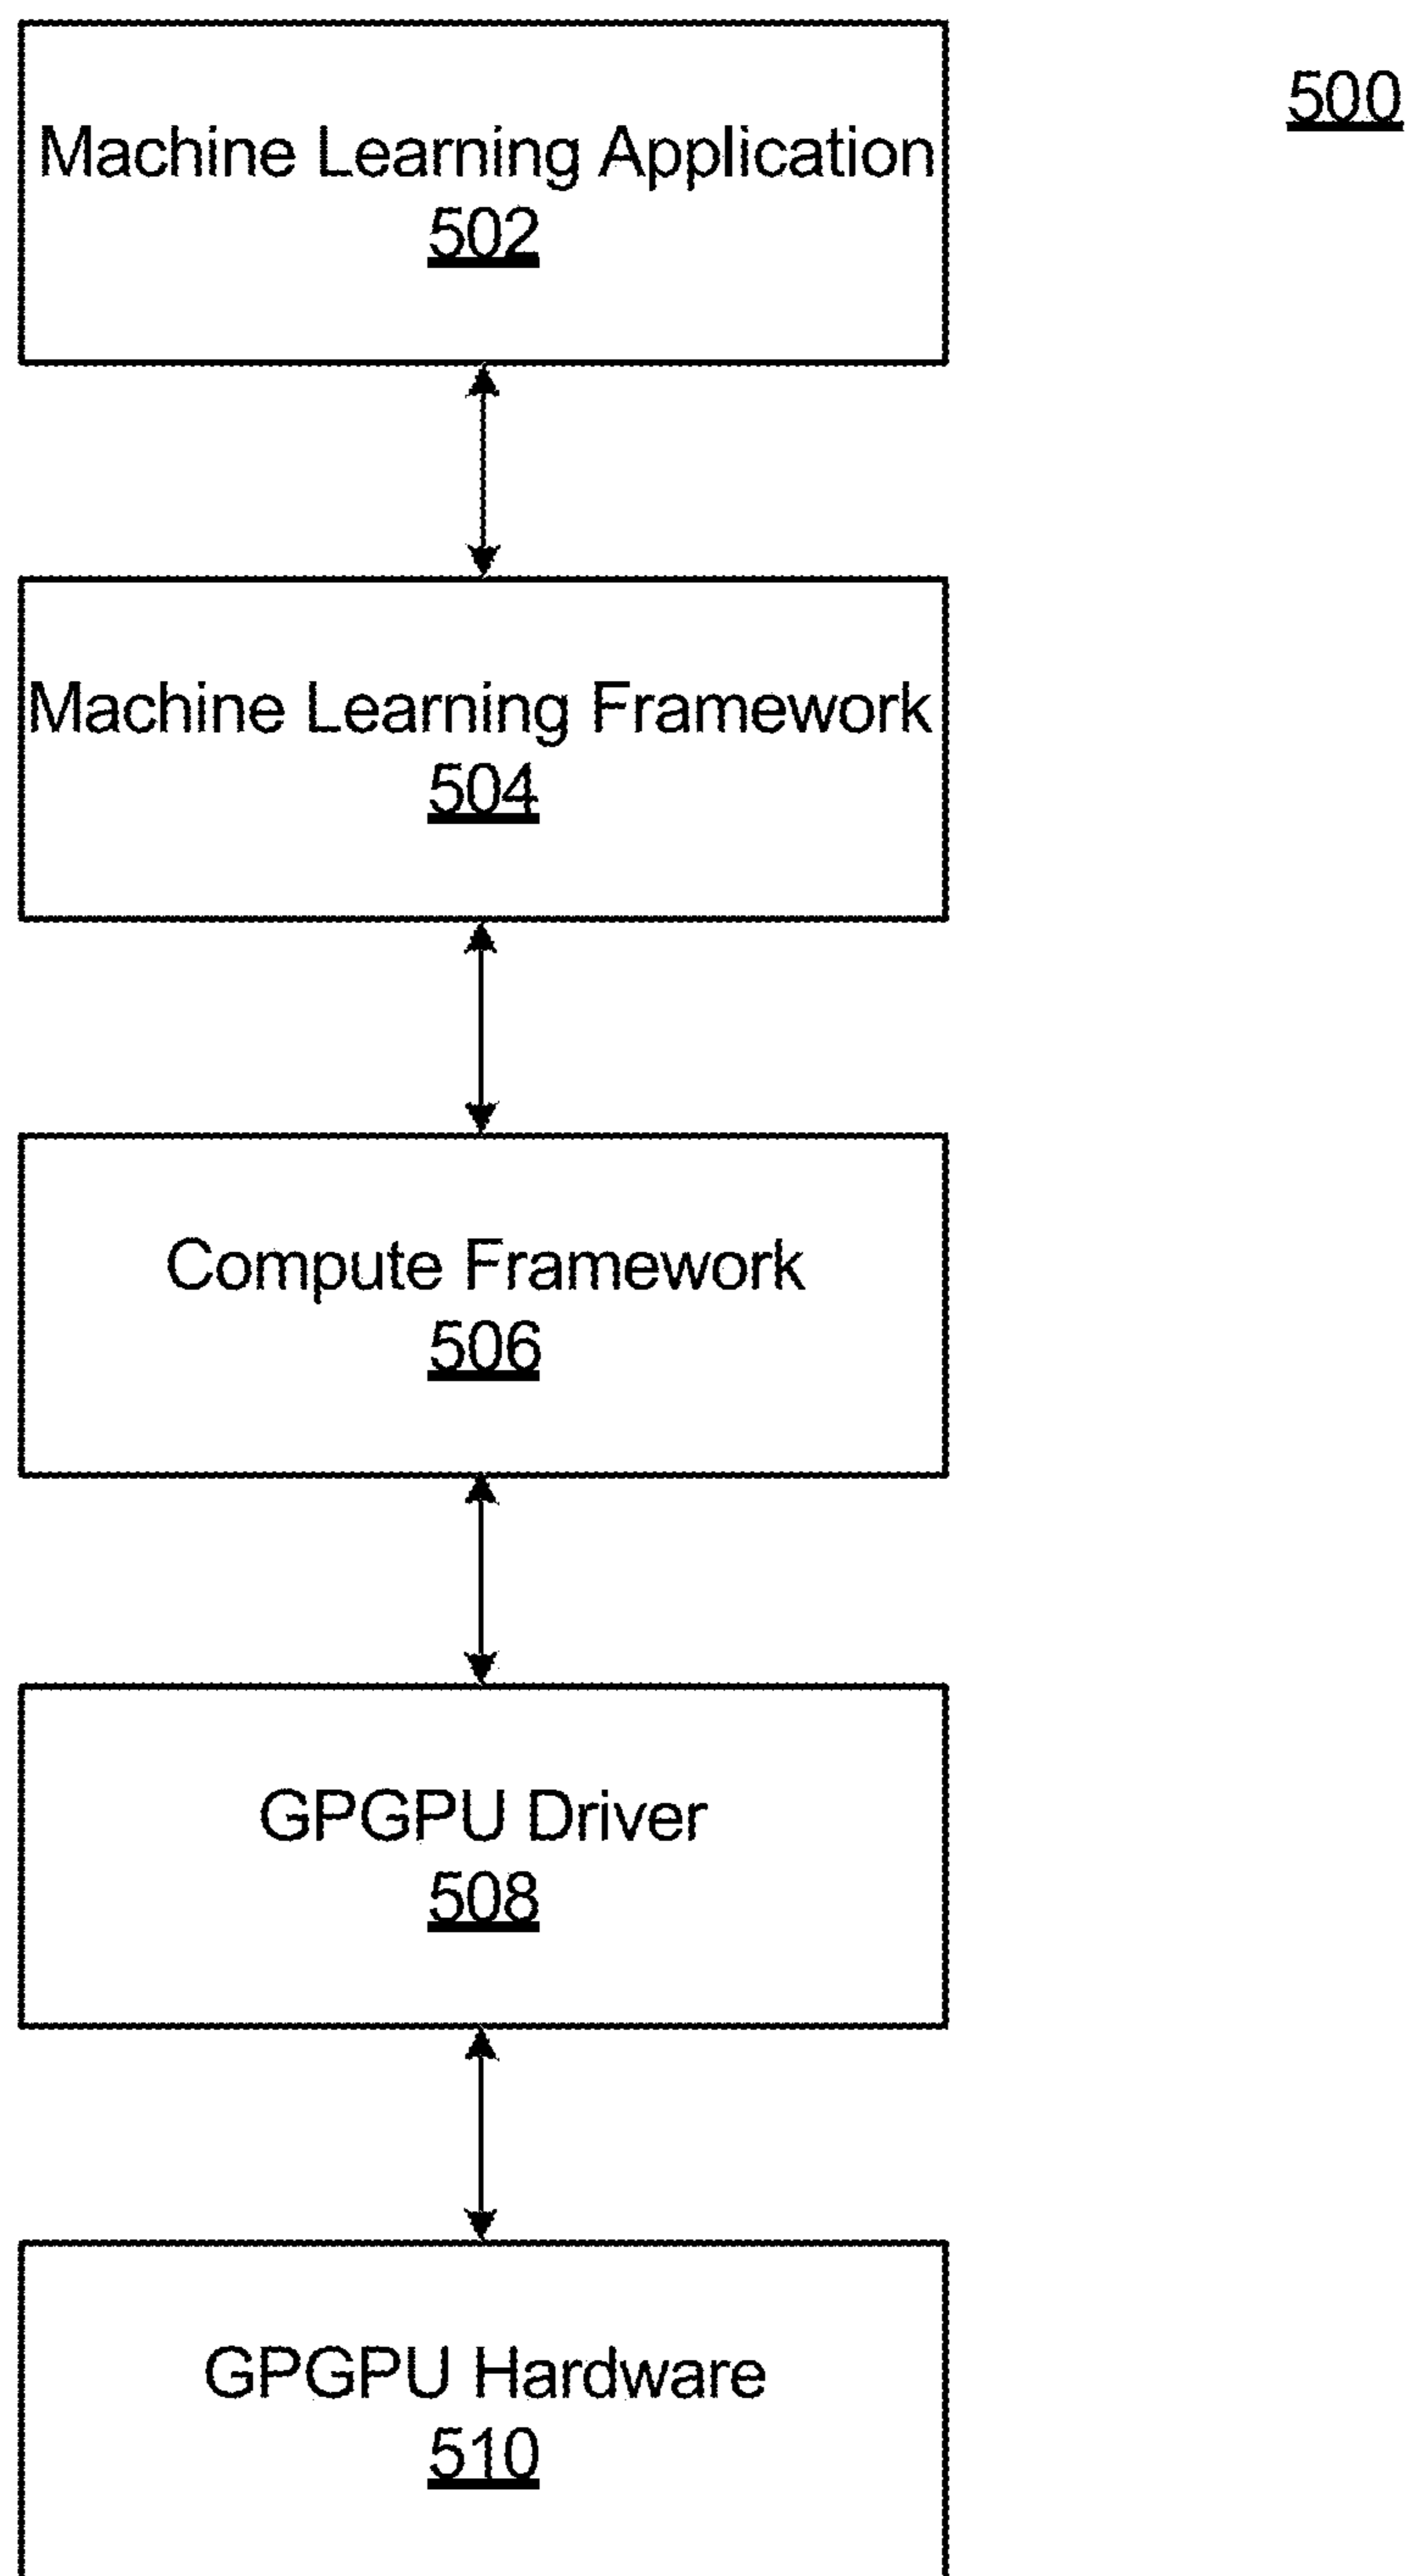 500
Machine Learning Application
502
Machine Learning Framework
504
Compute Framework
506
GPGPU Driver
508
GPGPU Hardware
510